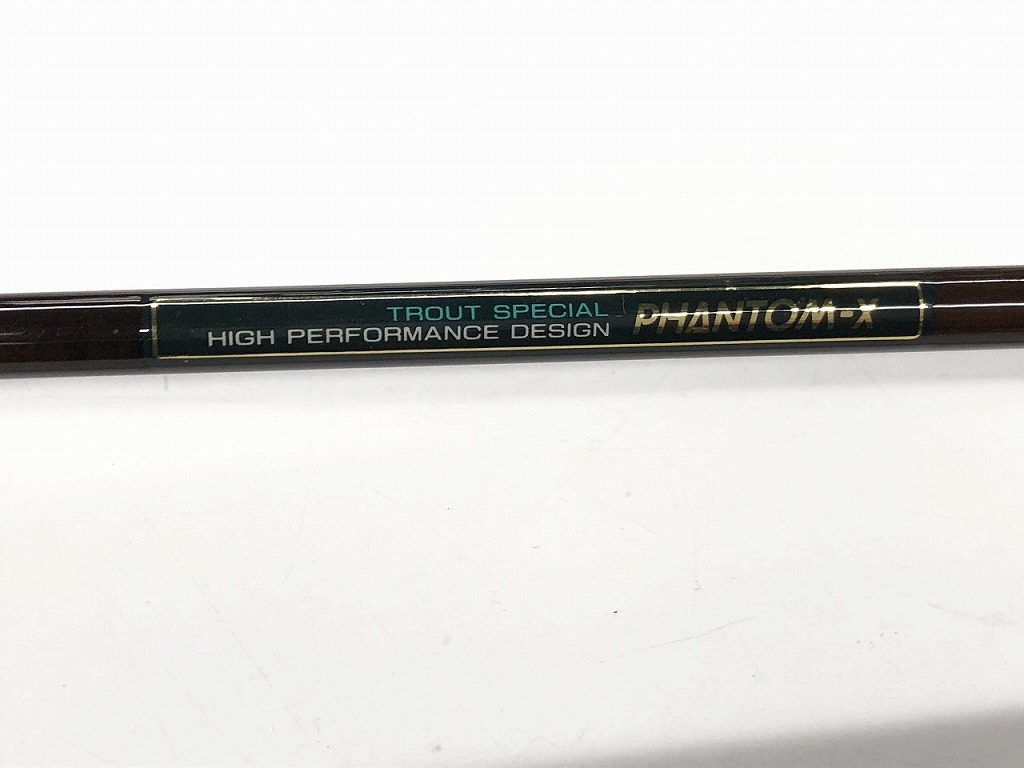 TROUT SPECIAL
HIGH PERFORMANCE DESIGN
PHANTOM-X